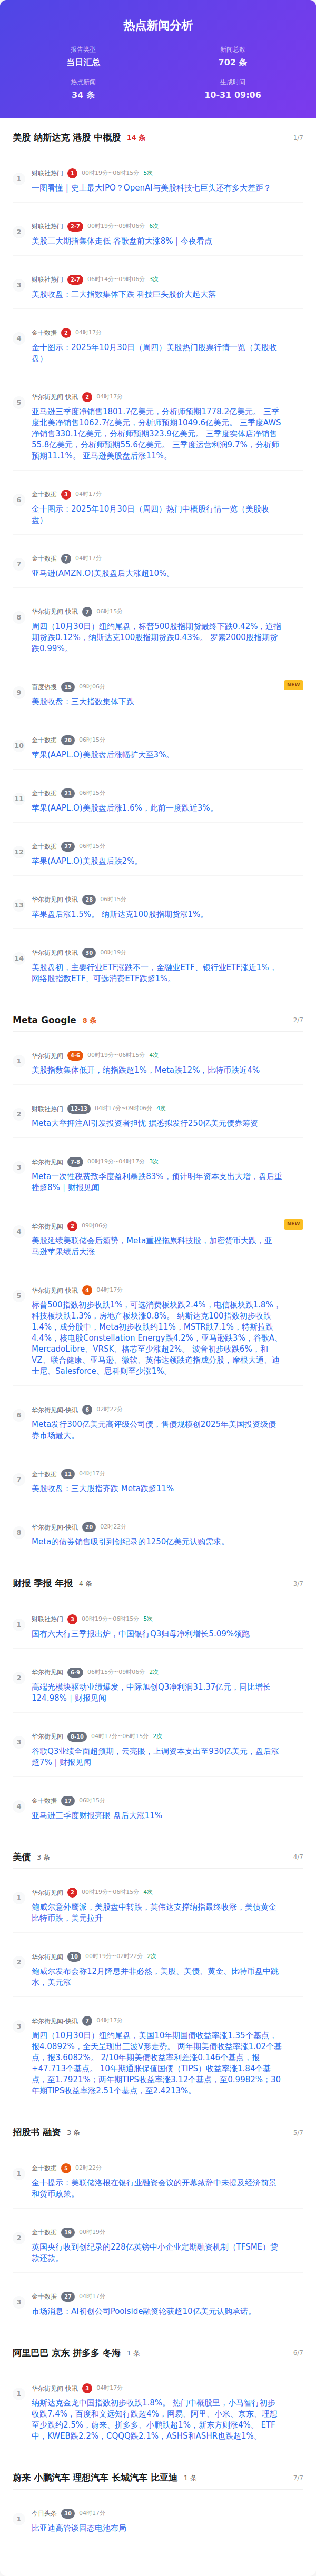 热点新闻分析
报告类型
新闻总数
当日汇总
702 条
热点新闻
生成时间
34 条
10-31 09:06
美股 纳斯达克 港股 中概股 14 条 1/7
1
财联社热门 1 00时19分~06时15分 5次
一图看懂 | 史上最大IPO？OpenAI与美股科技七巨头还有多大差距？
2
财联社热门 2-7 00时19分~09时06分 6次
美股三大期指集体走低 谷歌盘前大涨8% | 今夜看点
3
财联社热门 2-7 06时14分~09时06分 3次
美股收盘：三大指数集体下跌 科技巨头股价大起大落
4
金十数据 2 04时17分
金十图示：2025年10月30日（周四）美股热门股票行情一览（美股收
盘）
5
华尔街见闻-快讯 2 04时17分
亚马逊三季度净销售1801.7亿美元，分析师预期1778.2亿美元。 三季
度北美净销售1062.7亿美元，分析师预期1049.6亿美元。 三季度AWS
净销售330.1亿美元，分析师预期323.9亿美元。 三季度实体店净销售
55.8亿美元，分析师预期55.6亿美元。 三季度运营利润9.7%，分析师
预期11.1%。 亚马逊美股盘后涨11%。
6
金十数据 3 04时17分
金十图示：2025年10月30日（周四）热门中概股行情一览（美股收
盘）
7
金十数据 7 04时17分
亚马逊(AMZN.O)美股盘后大涨超10%。
8
华尔街见闻-快讯 7 06时15分
周四（10月30日）纽约尾盘，标普500股指期货最终下跌0.42%，道指
期货跌0.12%，纳斯达克100股指期货跌0.43%。 罗素2000股指期货
跌0.99%。
NEW
9
百度热搜 15 09时06分
美股收盘：三大指数集体下跌
10
金十数据 20 06时15分
苹果(AAPL.O)美股盘后涨幅扩大至3%。
11
金十数据 21 06时15分
苹果(AAPL.O)美股盘后涨1.6%，此前一度跌近3%。
12
金十数据 27 06时15分
苹果(AAPL.O)美股盘后跌2%。
13
华尔街见闻-快讯 28 06时15分
苹果盘后涨1.5%。 纳斯达克100股指期货涨1%。
14
华尔街见闻-快讯 30 00时19分
美股盘初，主要行业ETF涨跌不一，金融业ETF、银行业ETF涨近1%，
网络股指数ETF、可选消费ETF跌超1%。
Meta Google 8 条 2/7
1
华尔街见闻 4-6 00时19分~06时15分 4次
美股指数集体低开，纳指跌超1%，Meta跌12%，比特币跌近4%
2
财联社热门 12-13 04时17分~09时06分 4次
Meta大举押注AI引发投资者担忧 据悉拟发行250亿美元债券筹资
3
华尔街见闻 7-8 00时19分~04时17分 3次
Meta一次性税费致季度盈利暴跌83%，预计明年资本支出大增，盘后重
挫超8% | 财报见闻
NEW
4
华尔街见闻 2 09时06分
美股延续美联储会后颓势，Meta重挫拖累科技股，加密货币大跌，亚
马逊苹果绩后大涨
5
华尔街见闻-快讯 4 04时17分
标普500指数初步收跌1%，可选消费板块跌2.4%，电信板块跌1.8%，
科技板块跌1.3%，房地产板块涨0.8%。 纳斯达克100指数初步收跌
1.4%，成分股中，Meta初步收跌约11%，MSTR跌7.1%，特斯拉跌
4.4%，核电股Constellation Energy跌4.2%，亚马逊跌3%，谷歌A、
MercadoLibre、VRSK、格芯至少涨超2%。 波音初步收跌6%，和
VZ、联合健康、亚马逊、微软、英伟达领跌道指成分股，摩根大通、迪
士尼、Salesforce、思科则至少涨1%。
6
华尔街见闻-快讯 6 02时22分
Meta发行300亿美元高评级公司债，售债规模创2025年美国投资级债
券市场最大。
7
金十数据 11 04时17分
美股收盘：三大股指齐跌 Meta跌超11%
8
华尔街见闻-快讯 20 02时22分
Meta的债券销售吸引到创纪录的1250亿美元认购需求。
财报 季报 年报 4 条 3/7
1
财联社热门 3 00时19分~06时15分 5次
国有六大行三季报出炉，中国银行Q3归母净利增长5.09%领跑
2
华尔街见闻 6-9 06时15分~09时06分 2次
高端光模块驱动业绩爆发，中际旭创Q3净利润31.37亿元，同比增长
124.98% | 财报见闻
3
华尔街见闻 8-10 04时17分~06时15分 2次
谷歌Q3业绩全面超预期，云亮眼，上调资本支出至930亿美元，盘后涨
超7% | 财报见闻
4
金十数据 17 06时15分
亚马逊三季度财报亮眼 盘后大涨11%
美债 3 条 4/7
1
华尔街见闻 2 00时19分~06时15分 4次
鲍威尔意外鹰派，美股盘中转跌，英伟达支撑纳指最终收涨，美债黄金
比特币跌，美元拉升
2
华尔街见闻 10 00时19分~02时22分 2次
鲍威尔发布会称12月降息并非必然，美股、美债、黄金、比特币盘中跳
水，美元涨
3
华尔街见闻-快讯 7 04时17分
周四（10月30日）纽约尾盘，美国10年期国债收益率涨1.35个基点，
报4.0892%，全天呈现出三波V形走势。 两年期美债收益率涨1.02个基
点，报3.6082%。 2/10年期美债收益率利差涨0.146个基点，报
+47.713个基点。 10年期通胀保值国债（TIPS）收益率涨1.84个基
点，至1.7921%；两年期TIPS收益率涨3.12个基点，至0.9982%；30
年期TIPS收益率涨2.51个基点，至2.4213%。
招股书 融资 3 条 5/7
1
金十数据 5 02时22分
金十提示：美联储洛根在银行业融资会议的开幕致辞中未提及经济前景
和货币政策。
2
金十数据 19 00时19分
英国央行收到创纪录的228亿英镑中小企业定期融资机制（TFSME）贷
款还款。
3
金十数据 27 04时17分
市场消息：AI初创公司Poolside融资轮获超10亿美元认购承诺。
阿里巴巴 京东 拼多多 冬海 1 条 6/7
1
华尔街见闻-快讯 3 04时17分
纳斯达克金龙中国指数初步收跌1.8%。 热门中概股里，小马智行初步
收跌7.4%，百度和文远知行跌超4%，网易、阿里、小米、京东、理想
至少跌约2.5%，蔚来、拼多多、小鹏跌超1%，新东方则涨4%。 ETF
中，KWEB跌2.2%，CQQQ跌2.1%，ASHS和ASHR也跌超1%。
蔚来 小鹏汽车 理想汽车 长城汽车 比亚迪 1 条 7/7
1
今日头条 30 04时17分
比亚迪高管谈固态电池布局